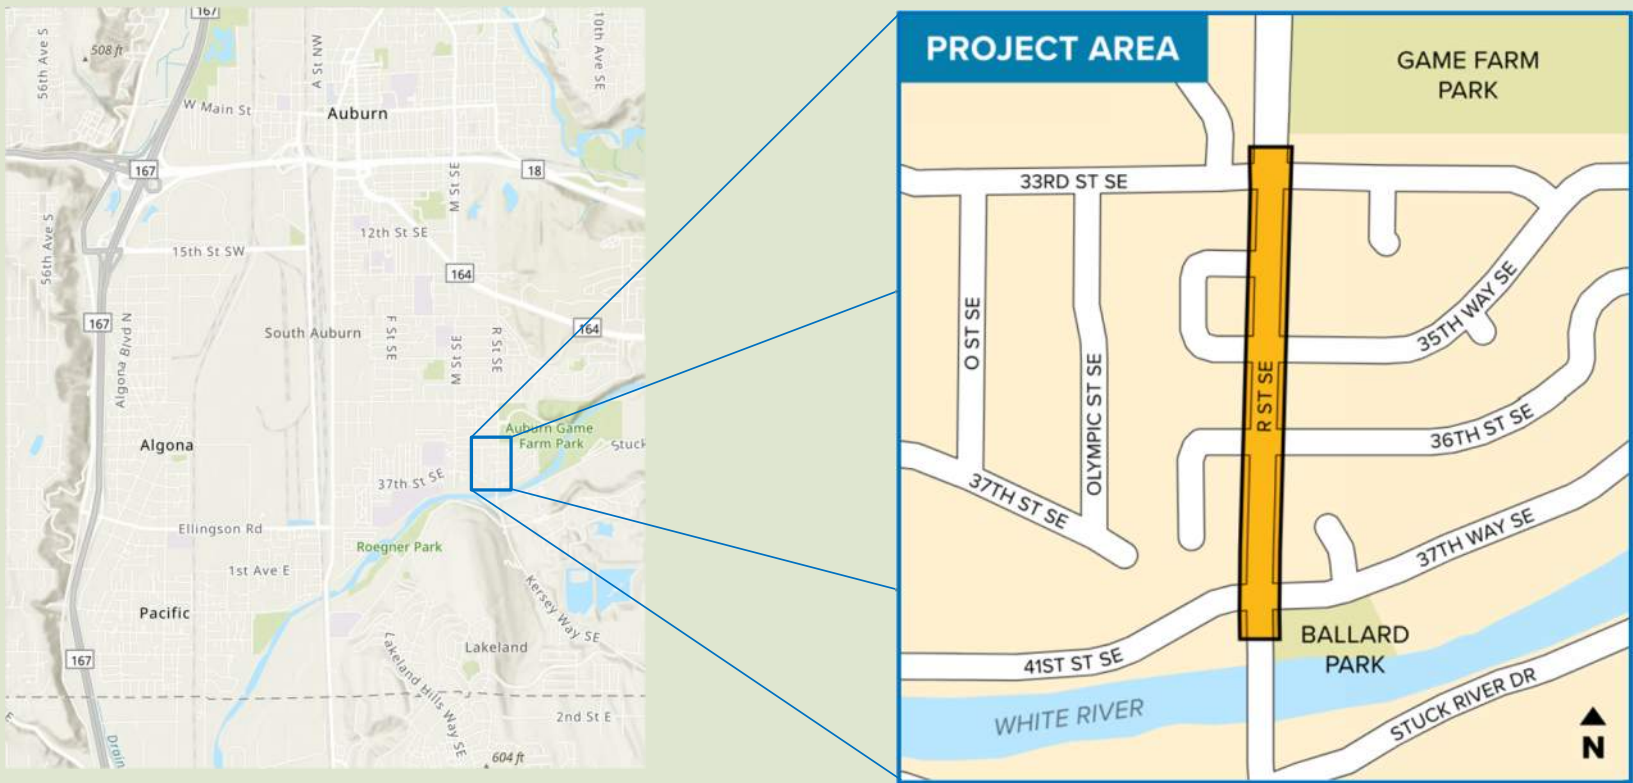 167
56th Ave S
508 ft
W Main St
A St NW
10th Ave SE
Auburn
167
18
M St SE
12th St SE
56th Ave S
15th St SW
164
167
Algona Blvd N
South Auburn
F St SE
M St SE
R St SE
164
Auburn Game
Farm Park
Stuck
Algona
37th St SE
Ellingson Rd
Roegner Park
1st Ave E
Pacific
Kersey Way SE
Lakeland
Lakeland Hills Way SE
167
E
2nd St E
Drain
604 ft
PROJECT AREA
GAME FARM
PARK
33RD ST SE
O ST SE
OLYMPIC ST SE
R ST SE
35TH WAY SE
36TH ST SE
37TH ST SE
37TH WAY SE
41ST ST SE
BALLARD
PARK
WHITE RIVER
STUCK RIVER DR
N